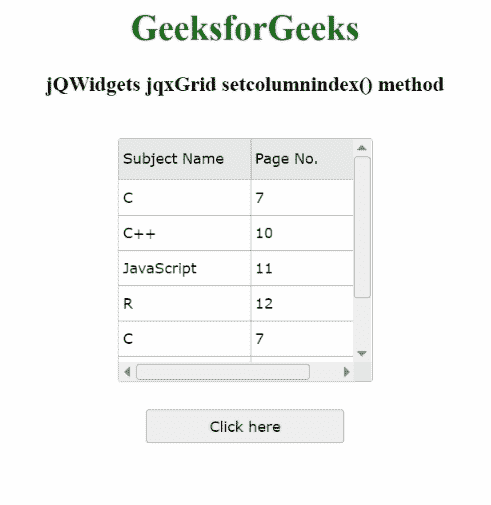 GeeksforGeeks
jQWidgets jqxGrid setcolumnindex() method
Subject Name Page No.
C 7
C++ 10
JavaScript 11
R 12
C 7
Click here